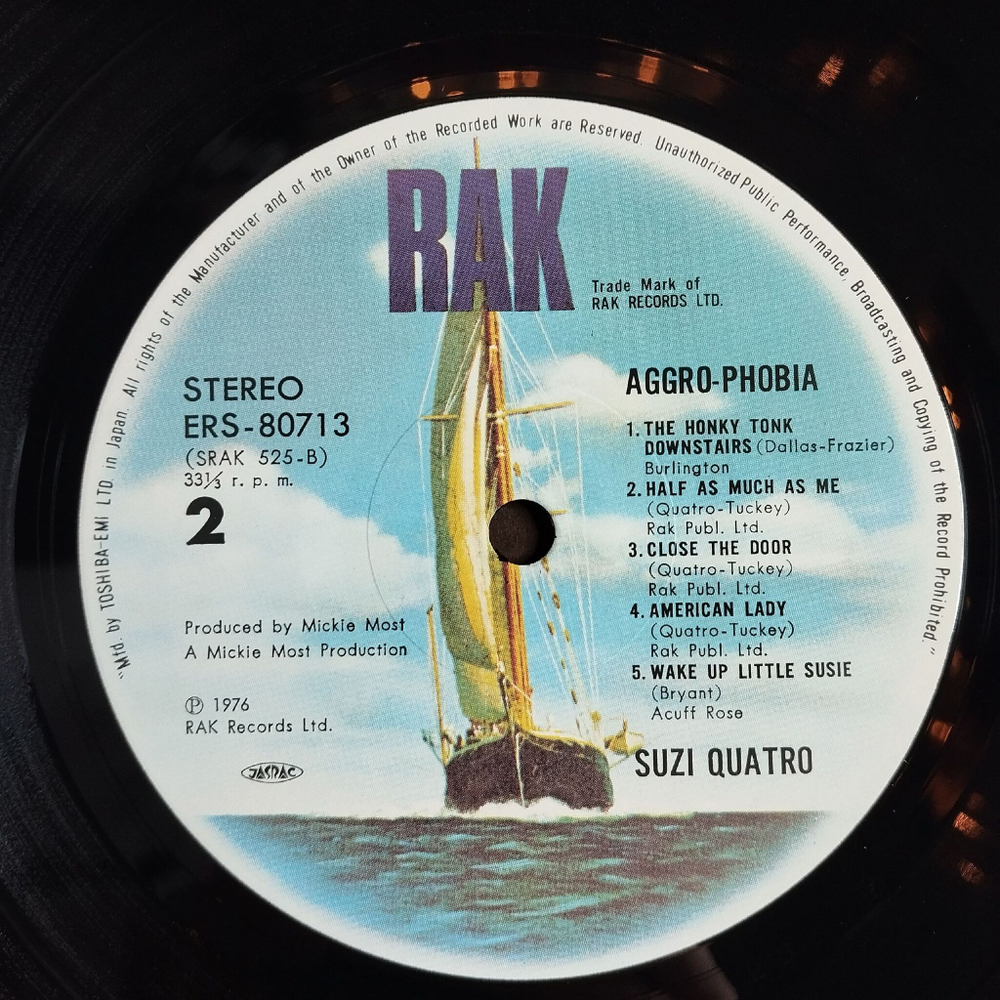 "Mfd. by TOSHIBA-EMI LTD. in Japan. All rights of the Manufacturer and of the Owner of the Recorded Work are Reserved. Unauthorized Public Performance, Broadcasting and Copying of the Record Prohibited."
RAK
Trade Mark of
RAK RECORDS LTD.
STEREO
ERS-80713
(SRAK 525-B)
33⅓ r. p. m.
2
Produced by Mickie Most
A Mickie Most Production
Ⓟ 1976
RAK Records Ltd.
JASRAC
AGGRO-PHOBIA
1. THE HONKY TONK
DOWNSTAIRS (Dallas-Frazier)
Burlington
2. HALF AS MUCH AS ME
(Quatro-Tuckey)
Rak Publ. Ltd.
3. CLOSE THE DOOR
(Quatro-Tuckey)
Rak Publ. Ltd.
4. AMERICAN LADY
(Quatro-Tuckey)
Rak Publ. Ltd.
5. WAKE UP LITTLE SUSIE
(Bryant)
Acuff Rose
SUZI QUATRO